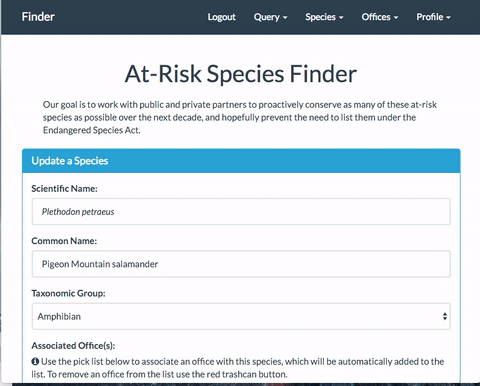 Finder Logout Query Species Offices Profile
At-Risk Species Finder
Our goal is to work with public and private partners to proactively conserve as many of these at-risk
species as possible over the next decade, and hopefully prevent the need to list them under the
Endangered Species Act.
Update a Species
Scientific Name:
Plethodon petraeus
Common Name:
Pigeon Mountain salamander
Taxonomic Group:
Amphibian
Associated Office(s):
Use the pick list below to associate an office with this species, which will be automatically added to the
list. To remove an office from the list use the red trashcan button.